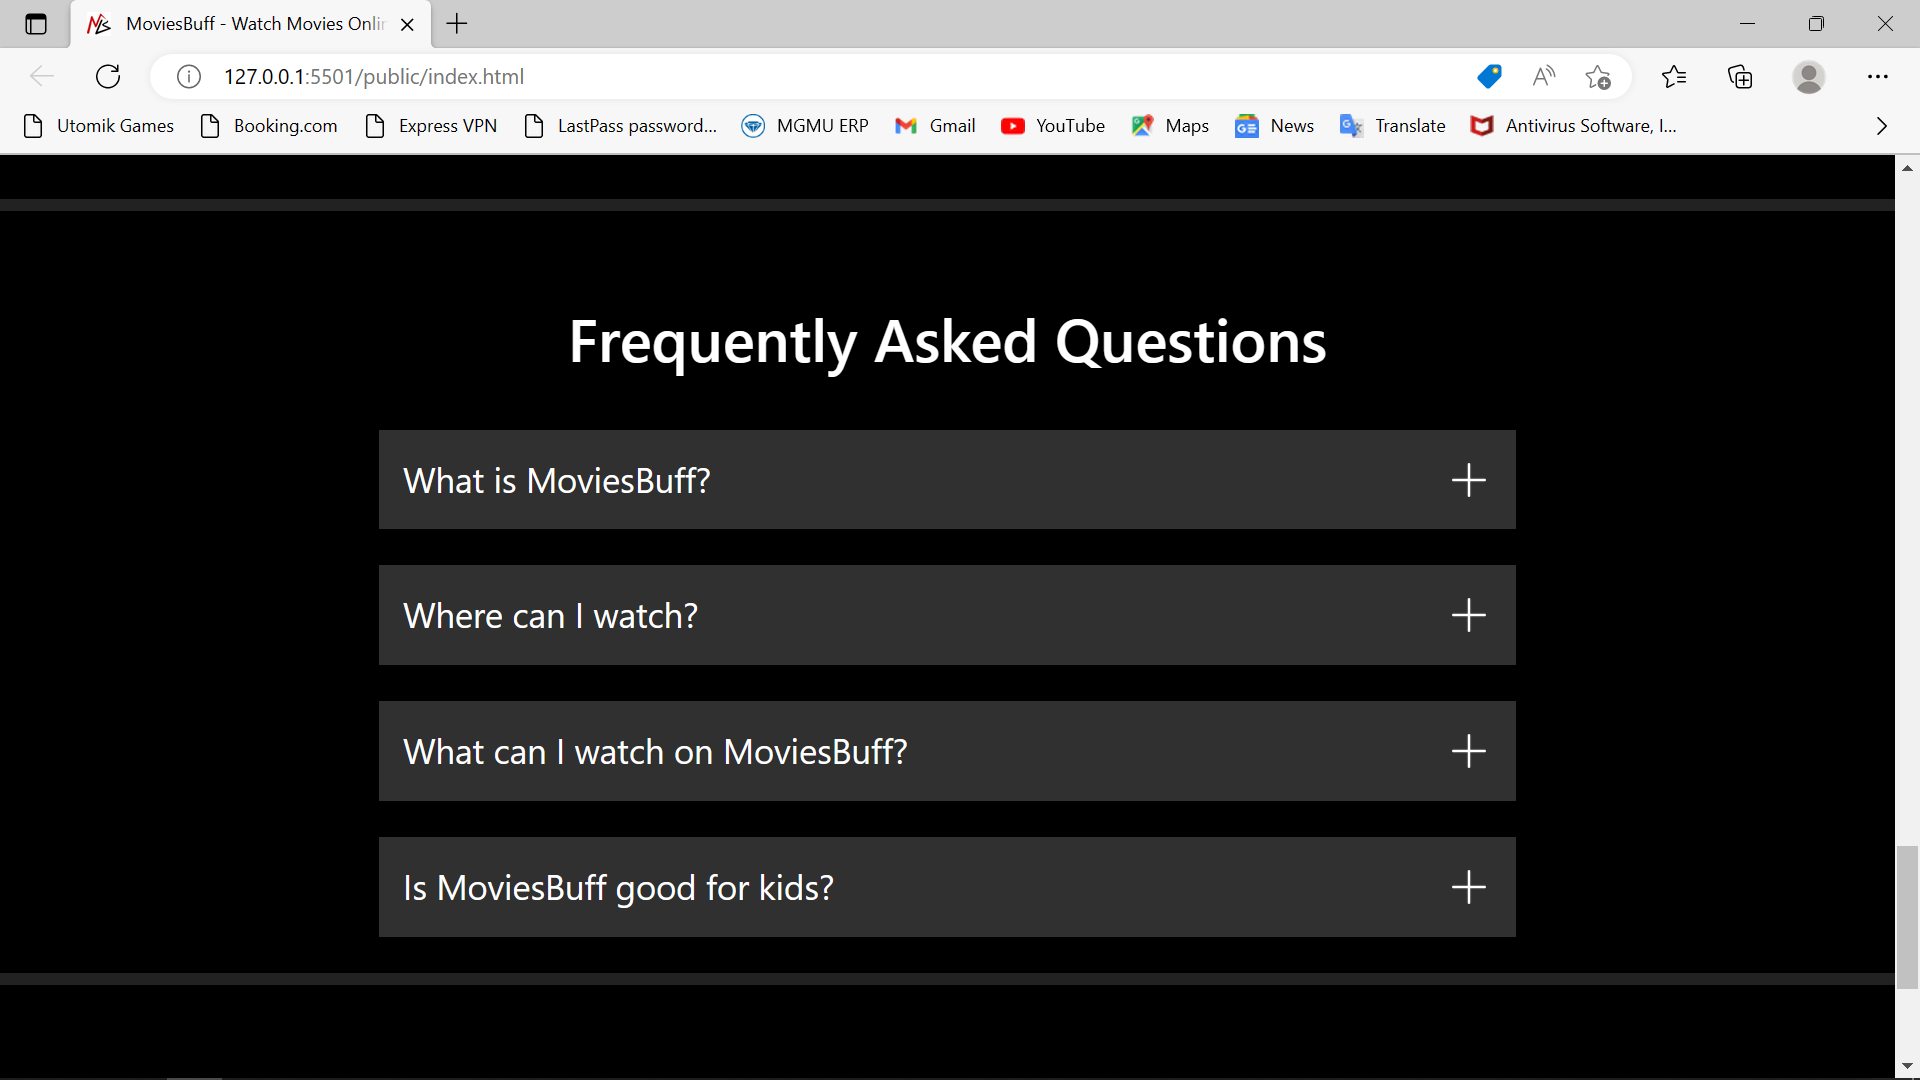 MoviesBuff - Watch Movies Onlin
127.0.0.1:5501/public/index.html
Utomik Games Booking.com Express VPN LastPass password... MGMU ERP Gmail YouTube Maps News Translate Antivirus Software, I...
Frequently Asked Questions
What is MoviesBuff?
Where can I watch?
What can I watch on MoviesBuff?
Is MoviesBuff good for kids?